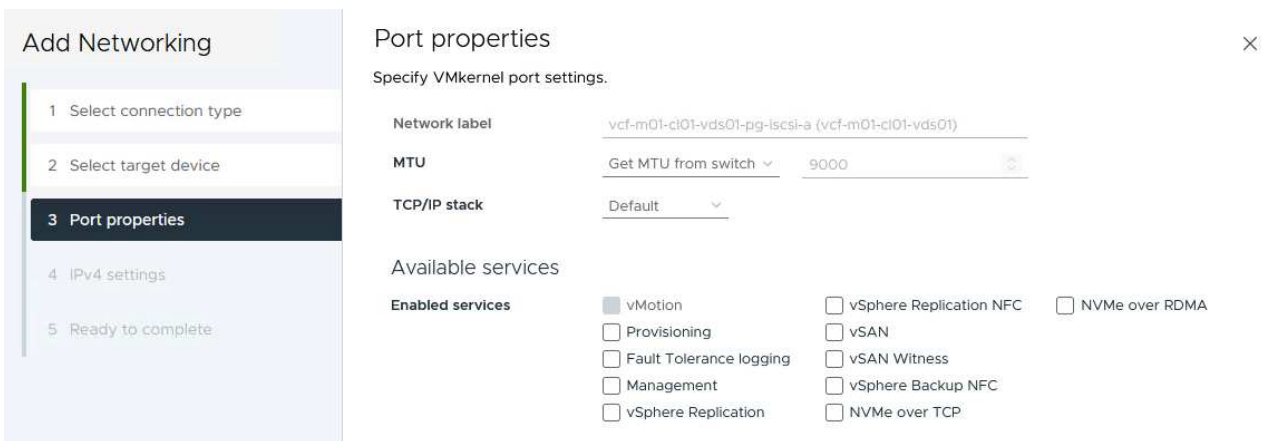 Add Networking
1 Select connection type
2 Select target device
3 Port properties
4 IPv4 settings
5 Ready to complete
Port properties
Specify VMkernel port settings.
Network label vcf-m01-cl01-vds01-pg-iscsi-a (vcf-m01-cl01-vds01)
MTU Get MTU from switch 9000
TCP/IP stack Default
Available services
Enabled services vMotion vSphere Replication NFC NVMe over RDMA
Provisioning vSAN
Fault Tolerance logging vSAN Witness
Management vSphere Backup NFC
vSphere Replication NVMe over TCP